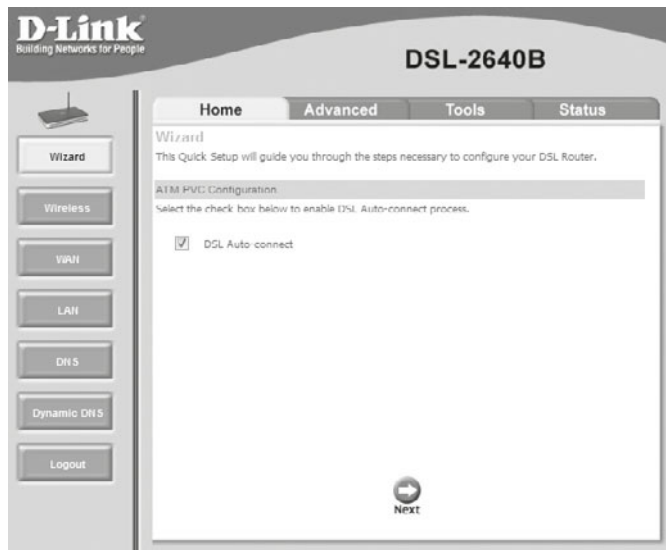 D-Link
Building Networks for People
DSL-2640B
Home Advanced Tools Status
Wizard
Wireless
WAN
LAN
DNS
Dynamic DNS
Logout
Wizard
This Quick Setup will guide you through the steps necessary to configure your DSL Router.
ATM PVC Configuration
Select the check box below to enable DSL Auto-connect process.
DSL Auto-connect
Next